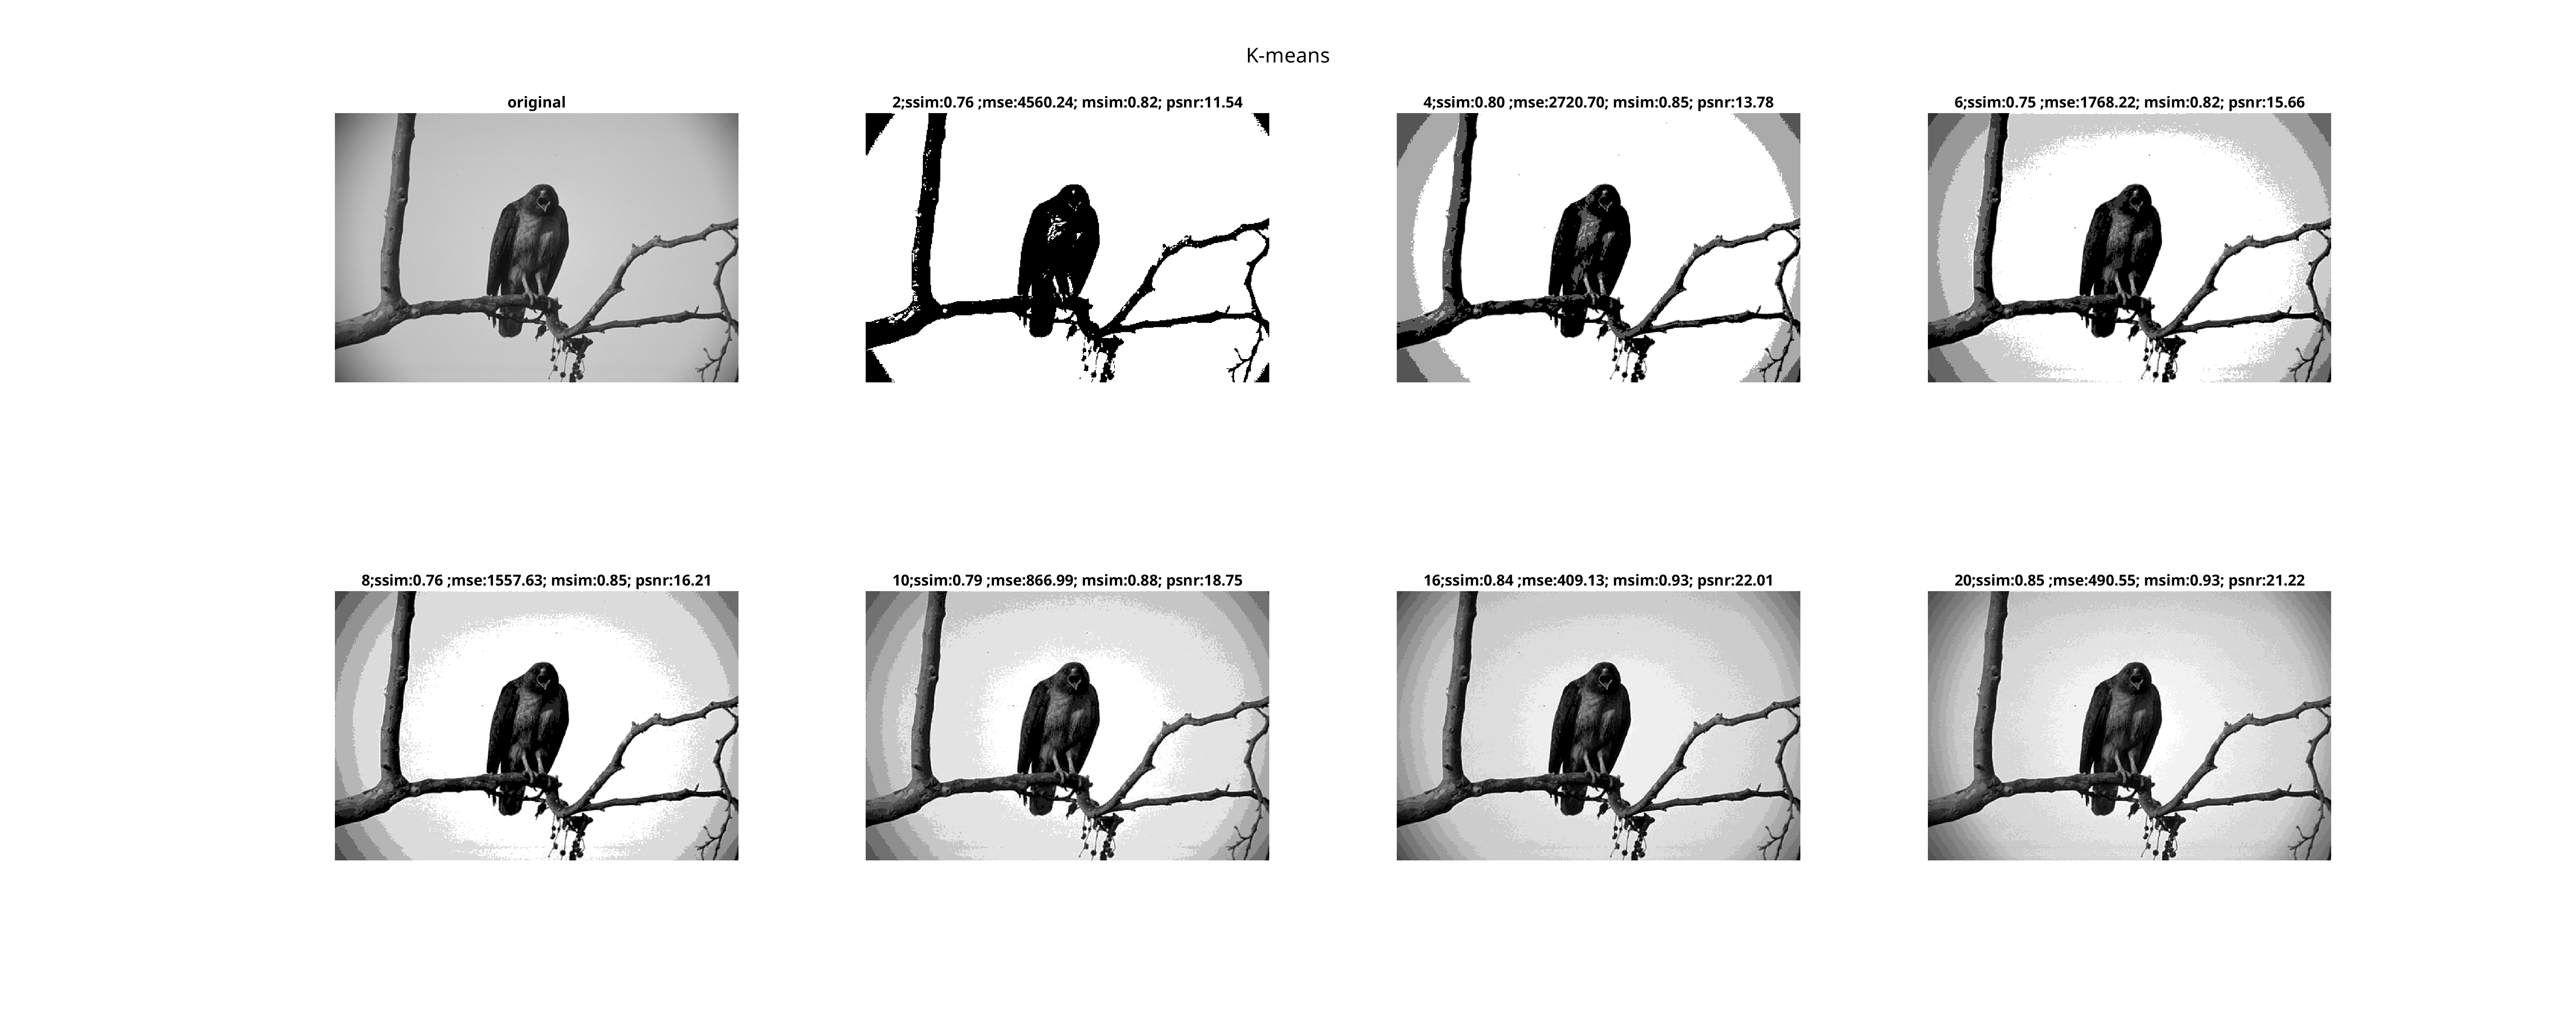 K-means
original
2;ssim:0.76 ;mse:4560.24; msim:0.82; psnr:11.54
4;ssim:0.80 ;mse:2720.70; msim:0.85; psnr:13.78
6;ssim:0.75 ;mse:1768.22; msim:0.82; psnr:15.66
8;ssim:0.76 ;mse:1557.63; msim:0.85; psnr:16.21
10;ssim:0.79 ;mse:866.99; msim:0.88; psnr:18.75
16;ssim:0.84 ;mse:409.13; msim:0.93; psnr:22.01
20;ssim:0.85 ;mse:490.55; msim:0.93; psnr:21.22